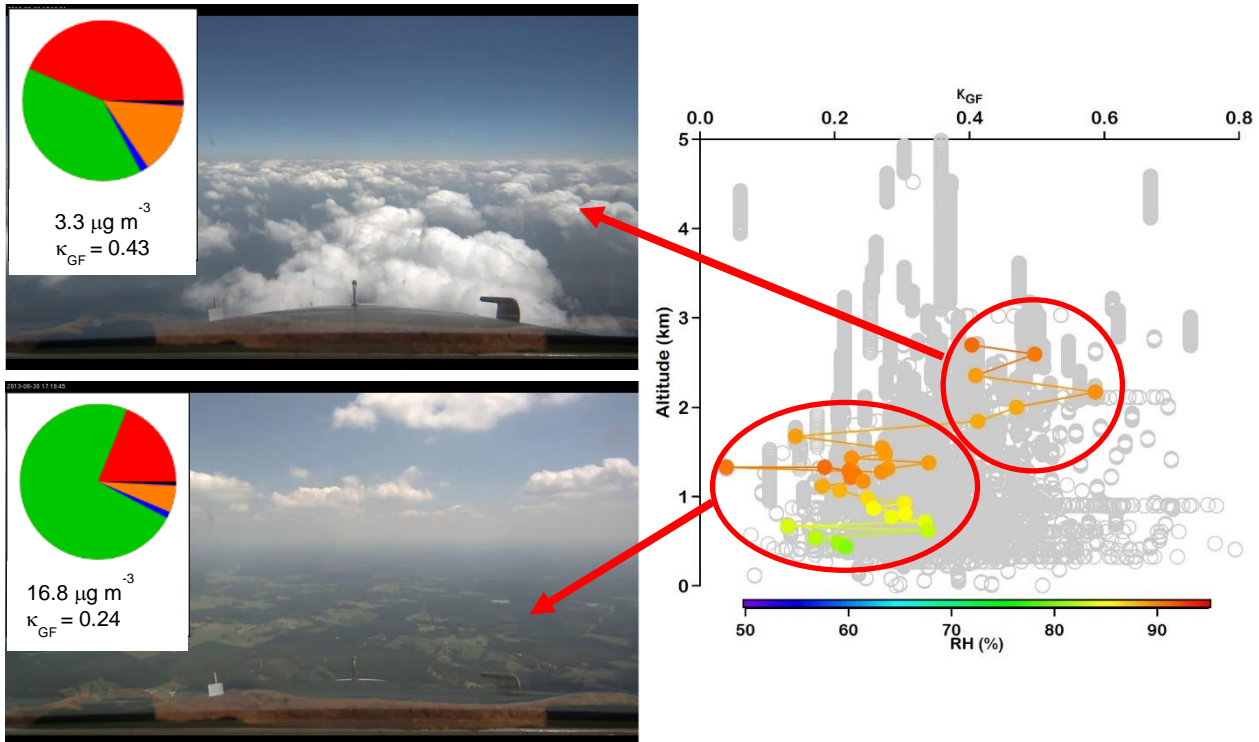 3.3 μg m⁻³
κGF = 0.43
2013-08-30 17:16:45
16.8 μg m⁻³
κGF = 0.24
κGF
0.0 0.2 0.4 0.6 0.8
5
4
3
2
1
0
Altitude (km)
50 60 70 80 90
RH (%)